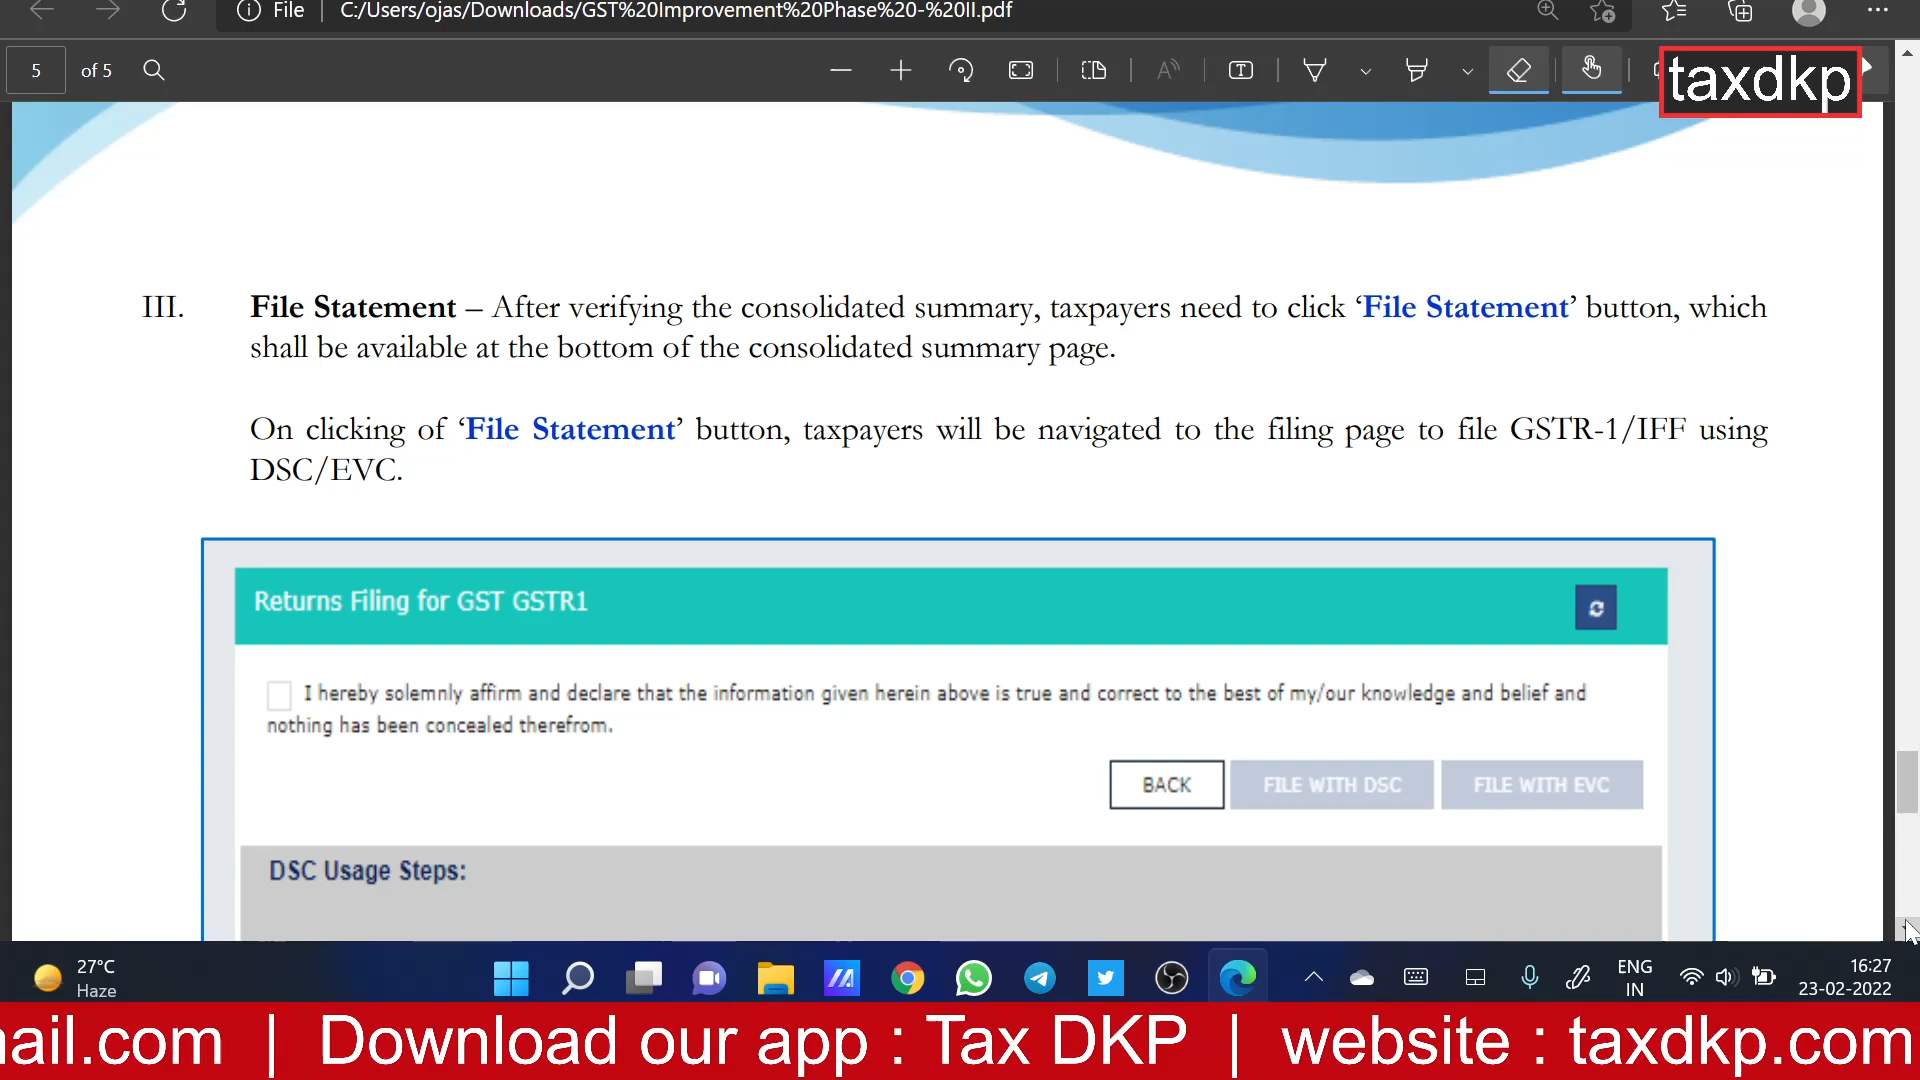 File | C:/Users/ojas/Downloads/GST%20Improvement%20Phase%20-%20II.pdf
5 of 5
taxdkp
III. File Statement – After verifying the consolidated summary, taxpayers need to click ‘File Statement’ button, which
shall be available at the bottom of the consolidated summary page.
On clicking of ‘File Statement’ button, taxpayers will be navigated to the filing page to file GSTR-1/IFF using
DSC/EVC.
Returns Filing for GST GSTR1
I hereby solemnly affirm and declare that the information given herein above is true and correct to the best of my/our knowledge and belief and
nothing has been concealed therefrom.
BACK FILE WITH DSC FILE WITH EVC
DSC Usage Steps:
27°C
Haze
ENG
IN
16:27
23-02-2022
ail.com | Download our app : Tax DKP | website : taxdkp.com